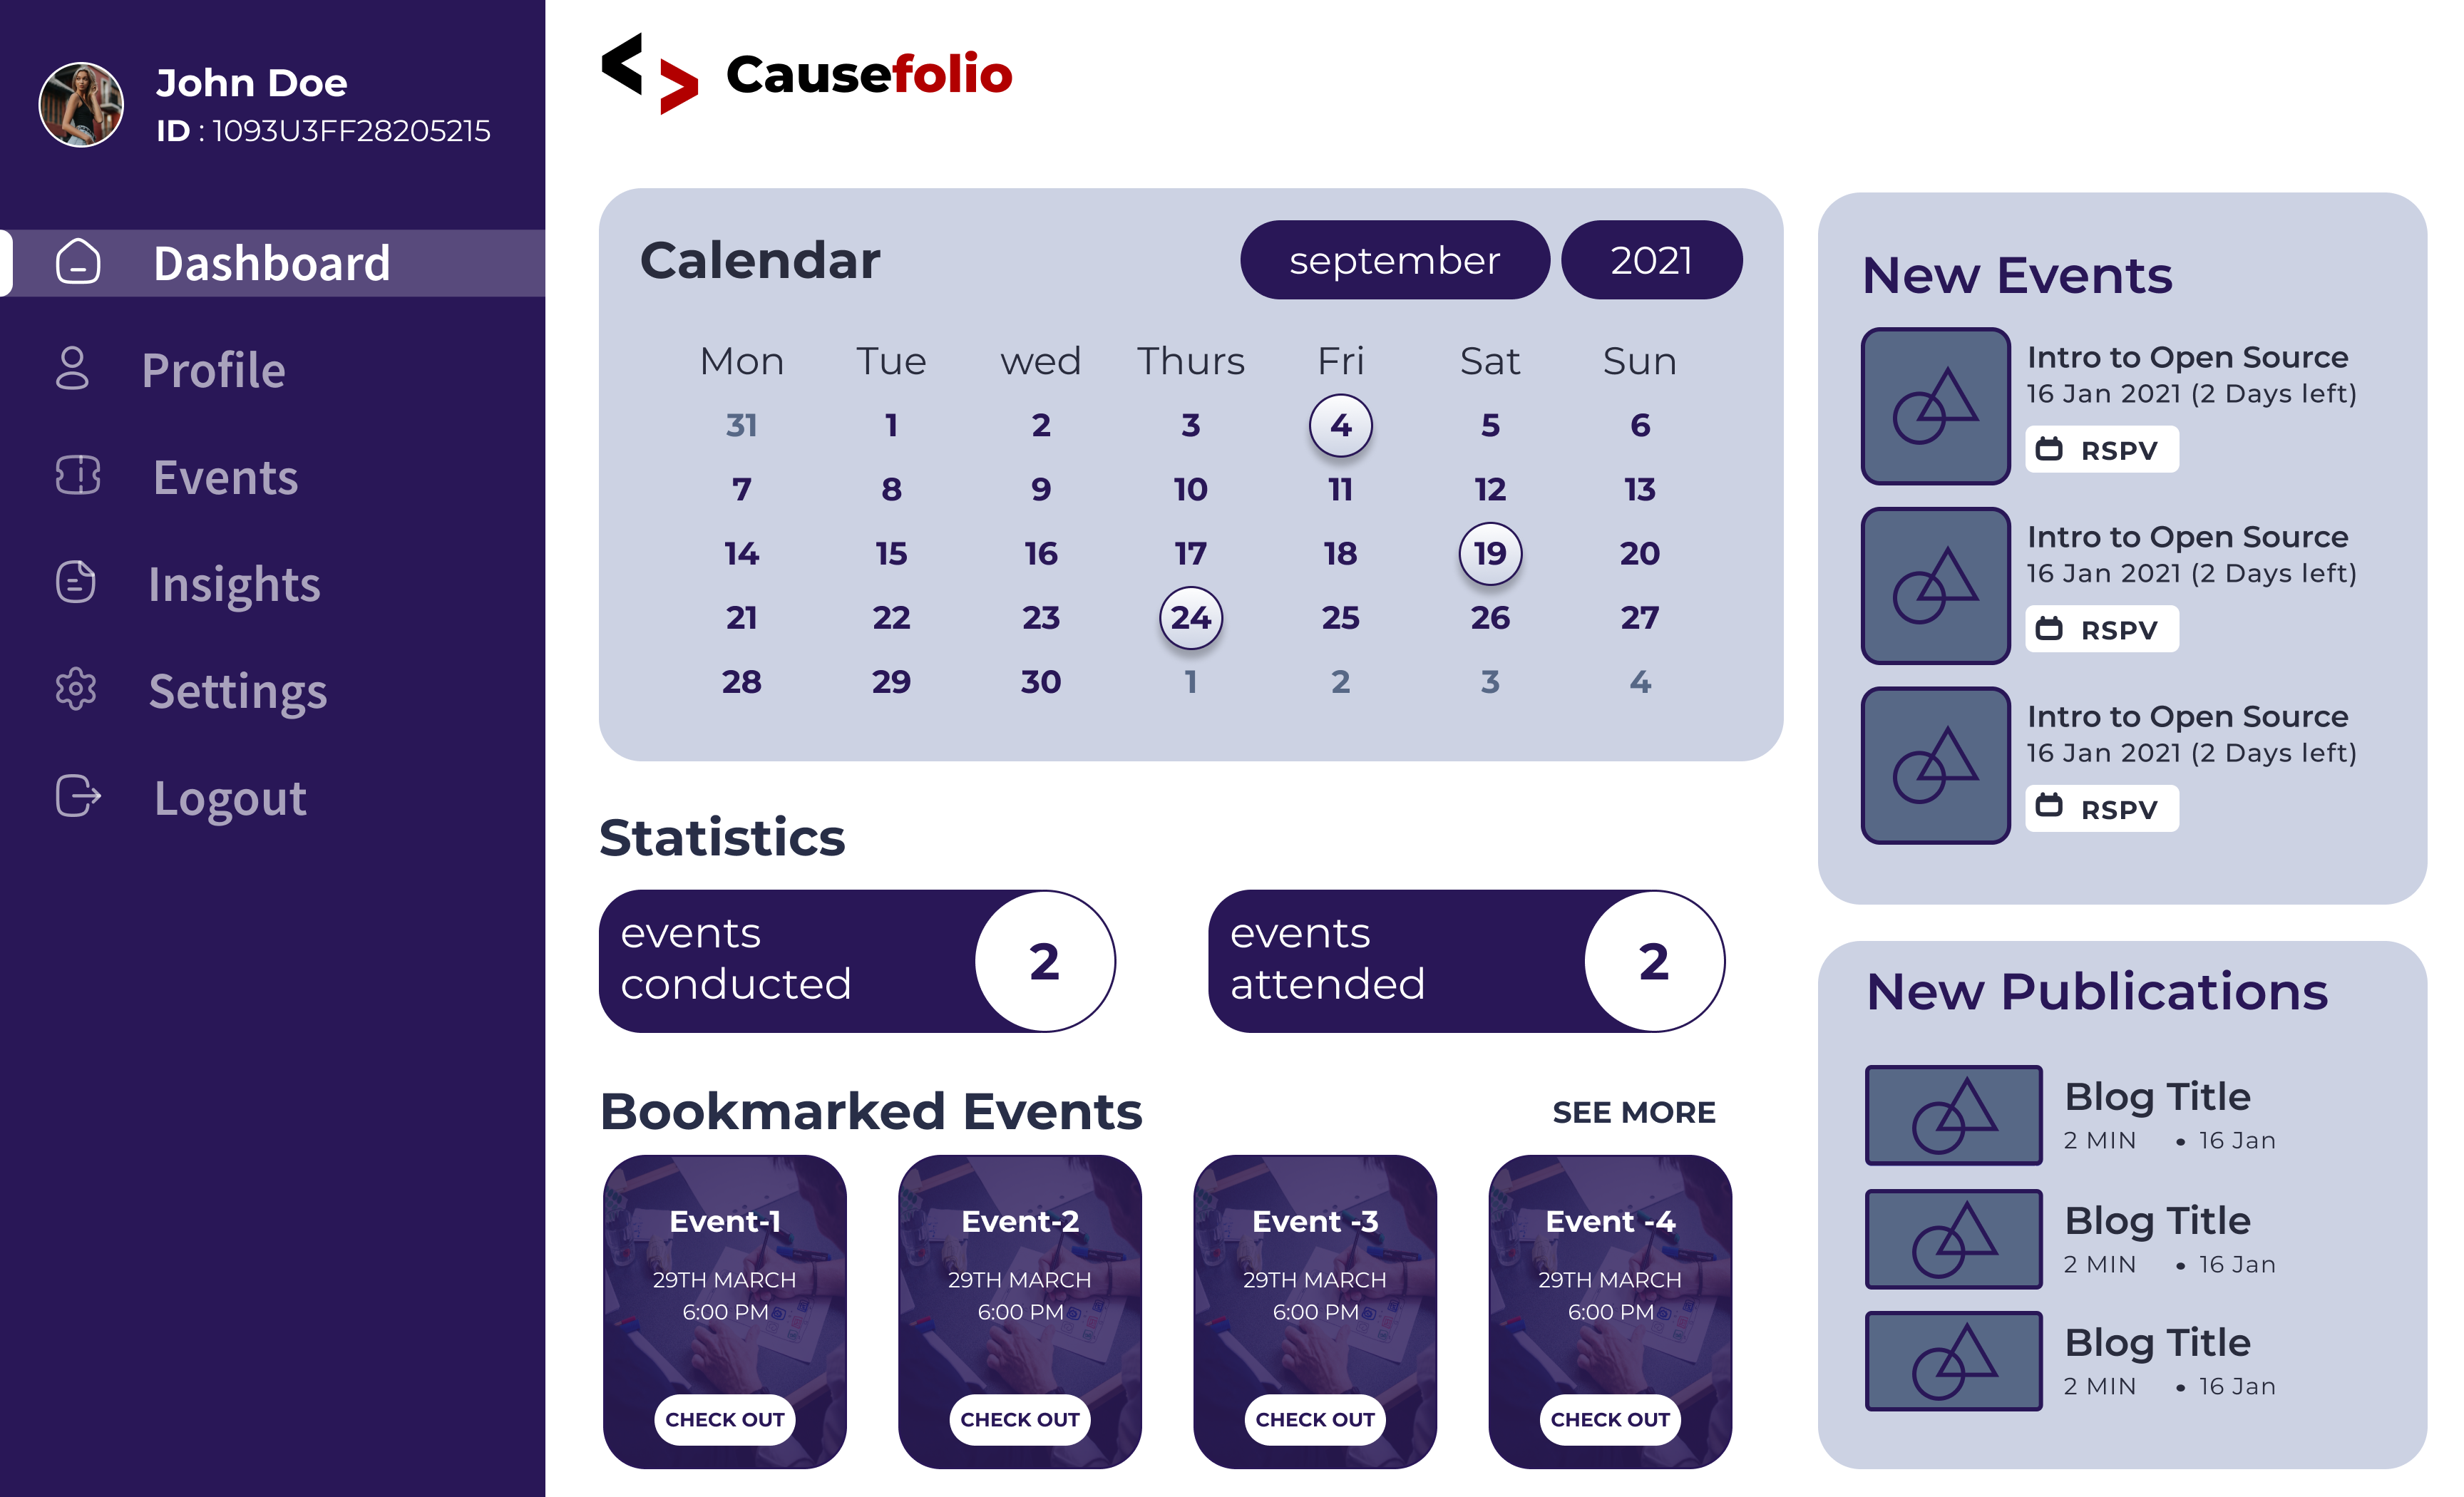 John Doe
ID : 1093U3FF28205215
Dashboard
Profile
Events
Insights
Settings
Logout
Causefolio
Calendar
september 2021
Mon Tue wed Thurs Fri Sat Sun
31 1 2 3 4 5 6
7 8 9 10 11 12 13
14 15 16 17 18 19 20
21 22 23 24 25 26 27
28 29 30 1 2 3 4
Statistics
events
conducted
2
events
attended
2
Bookmarked Events
SEE MORE
Event-1
29TH MARCH
6:00 PM
CHECK OUT
Event-2
29TH MARCH
6:00 PM
CHECK OUT
Event -3
29TH MARCH
6:00 PM
CHECK OUT
Event -4
29TH MARCH
6:00 PM
CHECK OUT
New Events
Intro to Open Source
16 Jan 2021 (2 Days left)
RSPV
Intro to Open Source
16 Jan 2021 (2 Days left)
RSPV
Intro to Open Source
16 Jan 2021 (2 Days left)
RSPV
New Publications
Blog Title
2 MIN • 16 Jan
Blog Title
2 MIN • 16 Jan
Blog Title
2 MIN • 16 Jan